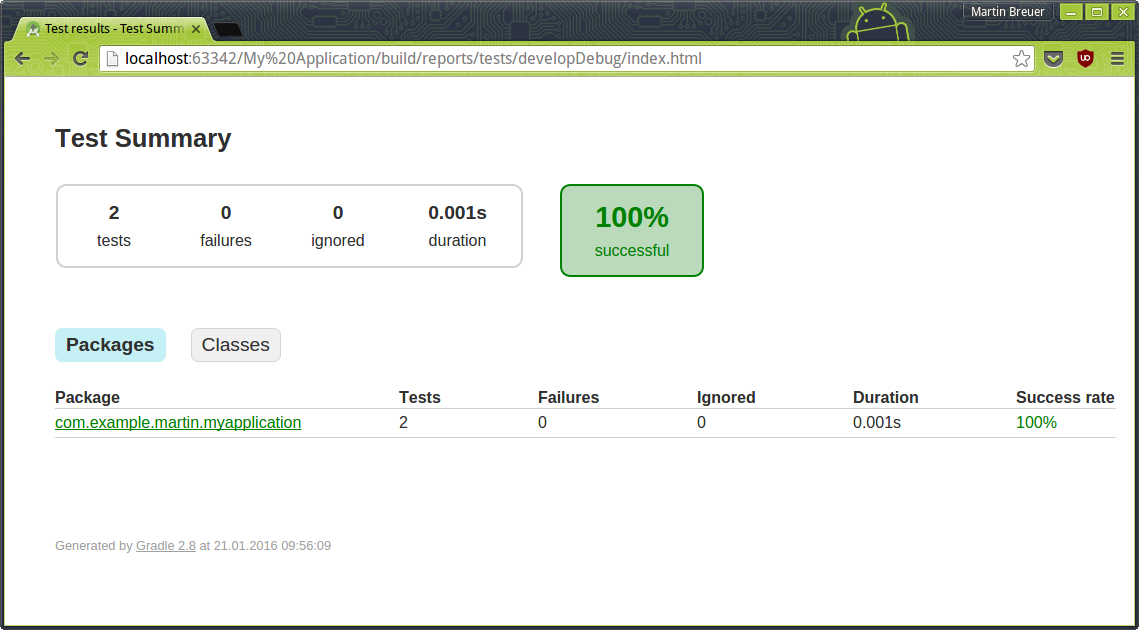 Martin Breuer
Test results - Test Summ
localhost:63342/My%20Application/build/reports/tests/developDebug/index.html
Test Summary
2 0 0 0.001s
tests failures ignored duration
100%
successful
Packages Classes
Package Tests Failures Ignored Duration Success rate
com.example.martin.myapplication 2 0 0 0.001s 100%
Generated by Gradle 2.8 at 21.01.2016 09:56:09